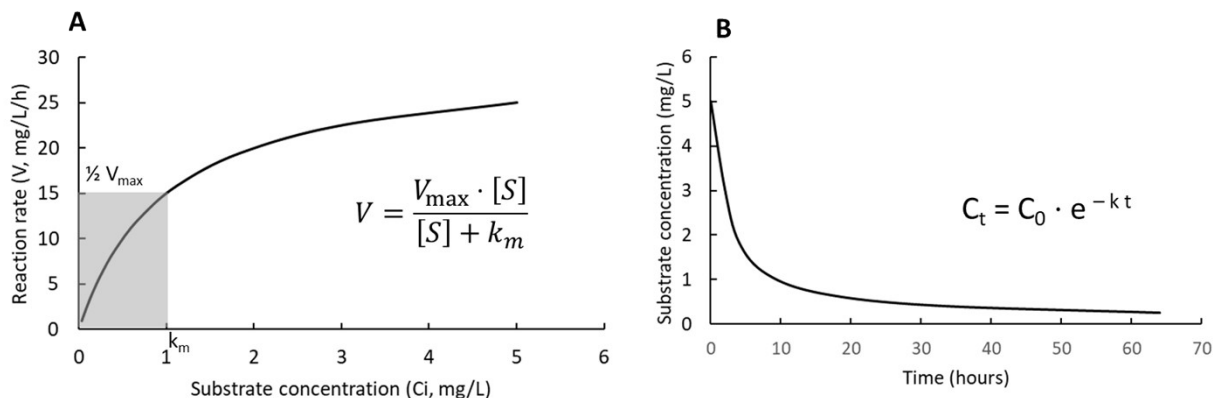 A
Reaction rate (V, mg/L/h)
30
25
20
15
10
5
0
½ Vmax
V = Vmax · [S] / [S] + km
0 1 2 3 4 5 6
km
Substrate concentration (Ci, mg/L)
B
Substrate concentration (mg/L)
6
5
4
3
2
1
0
Ct = C0 · e – k t
0 10 20 30 40 50 60 70
Time (hours)